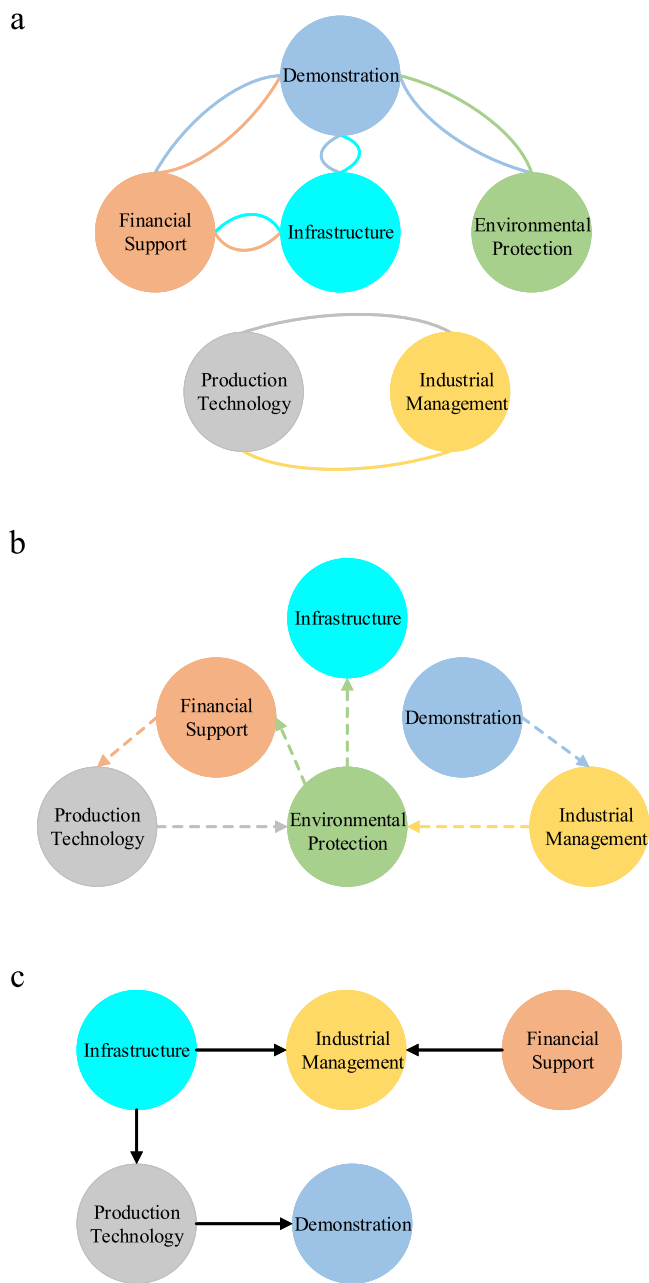 a
Demonstration
Financial
Support
Infrastructure
Environmental
Protection
Production
Technology
Industrial
Management
b
Infrastructure
Financial
Support
Demonstration
Production
Technology
Environmental
Protection
Industrial
Management
c
Infrastructure
Industrial
Management
Financial
Support
Production
Technology
Demonstration